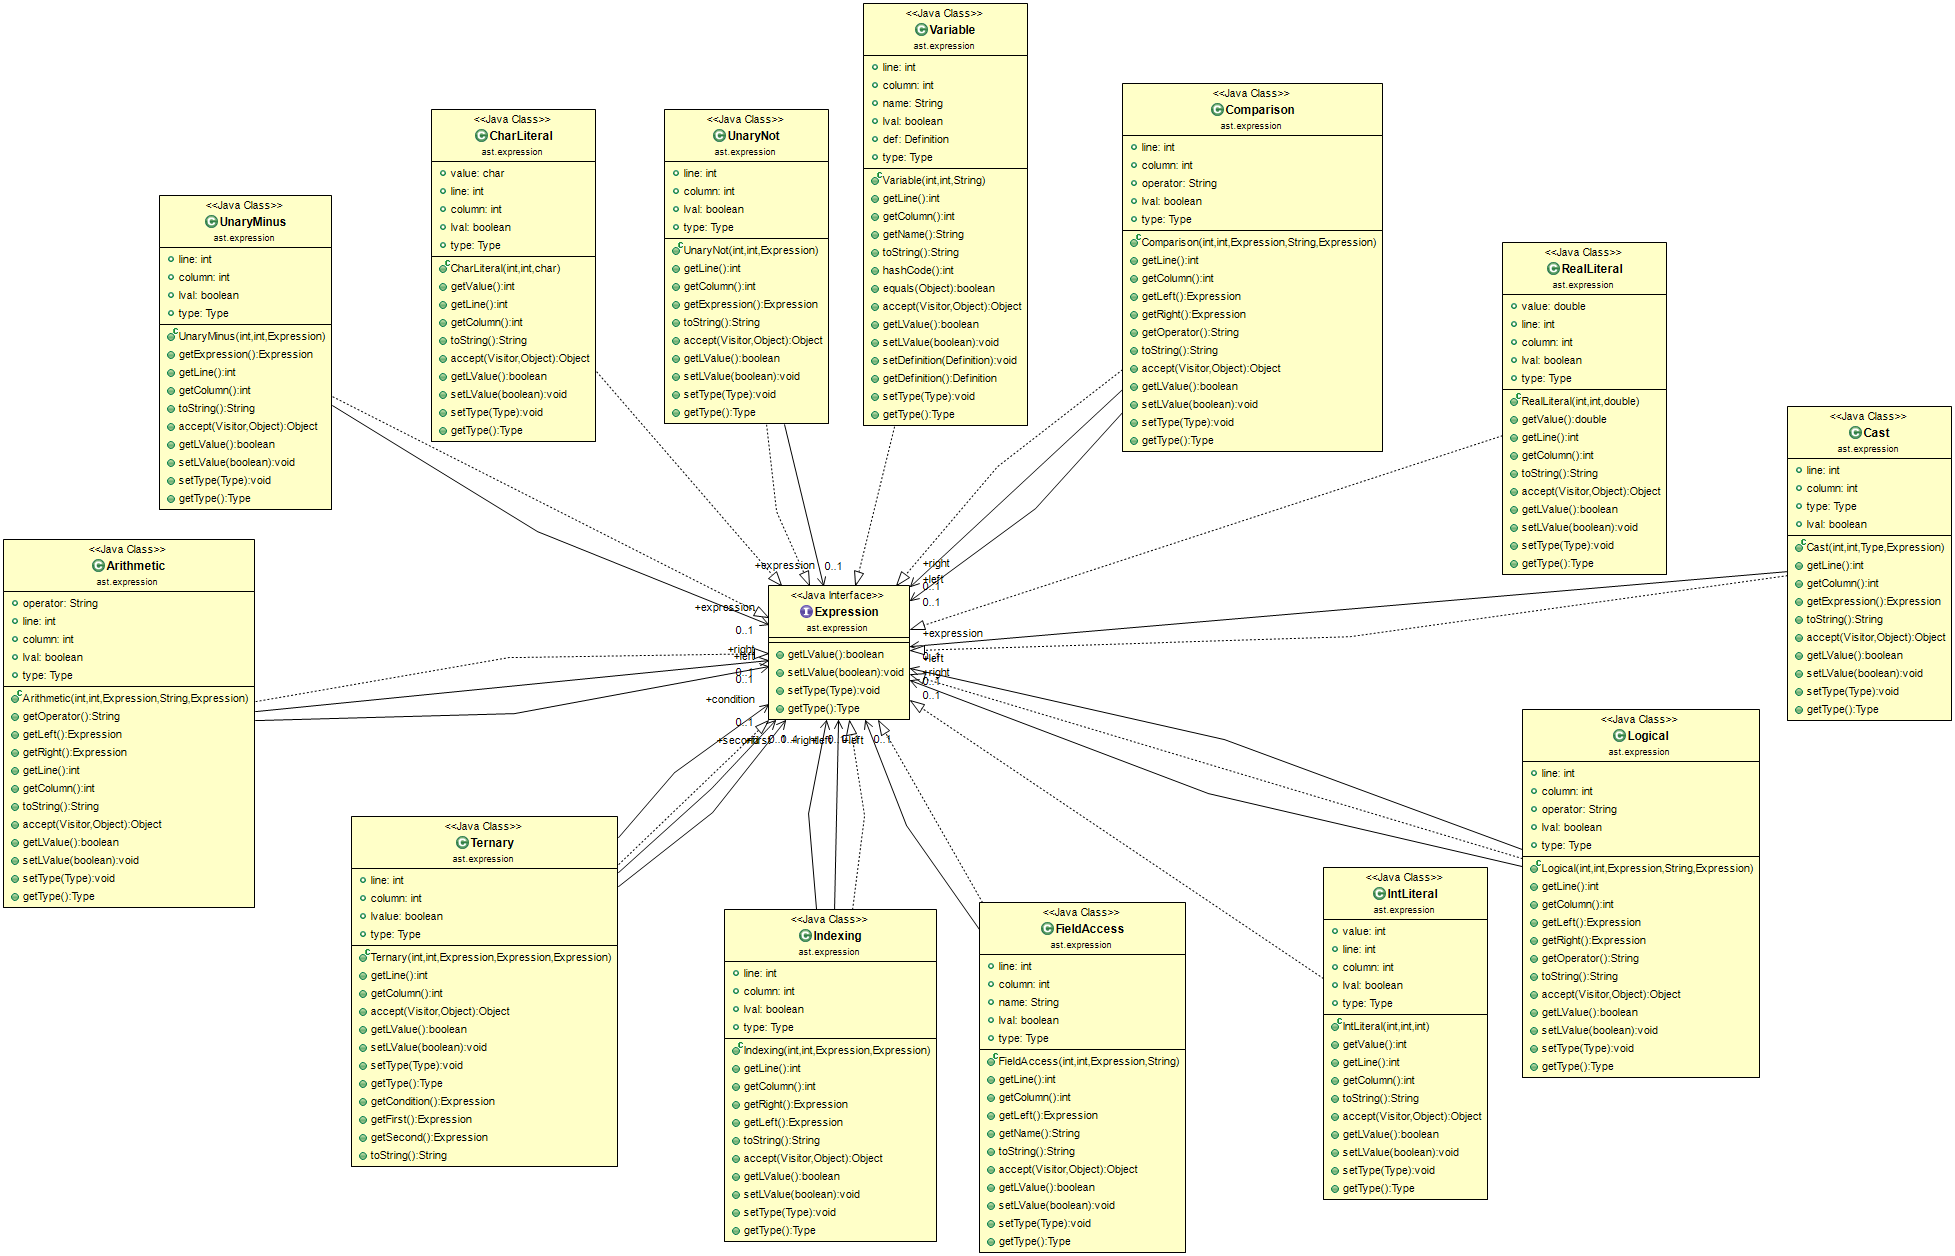 <<Java Class>>
Variable
ast.expression
line: int
column: int
name: String
lval: boolean
def: Definition
type: Type
Variable(int,int,String)
getLine():int
getColumn():int
getName():String
toString():String
hashCode():int
equals(Object):boolean
accept(Visitor,Object):Object
getLValue():boolean
setLValue(boolean):void
setDefinition(Definition):void
getDefinition():Definition
setType(Type):void
getType():Type
<<Java Class>>
Comparison
ast.expression
line: int
column: int
operator: String
lval: boolean
type: Type
Comparison(int,int,Expression,String,Expression)
getLine():int
getColumn():int
getLeft():Expression
getRight():Expression
getOperator():String
toString():String
accept(Visitor,Object):Object
getLValue():boolean
setLValue(boolean):void
setType(Type):void
getType():Type
<<Java Class>>
CharLiteral
ast.expression
value: char
line: int
column: int
lval: boolean
type: Type
CharLiteral(int,int,char)
getValue():int
getLine():int
getColumn():int
toString():String
accept(Visitor,Object):Object
getLValue():boolean
setLValue(boolean):void
setType(Type):void
getType():Type
<<Java Class>>
UnaryNot
ast.expression
line: int
column: int
lval: boolean
type: Type
UnaryNot(int,int,Expression)
getLine():int
getColumn():int
getExpression():Expression
toString():String
accept(Visitor,Object):Object
getLValue():boolean
setLValue(boolean):void
setType(Type):void
getType():Type
<<Java Class>>
UnaryMinus
ast.expression
line: int
column: int
lval: boolean
type: Type
UnaryMinus(int,int,Expression)
getExpression():Expression
getLine():int
getColumn():int
toString():String
accept(Visitor,Object):Object
getLValue():boolean
setLValue(boolean):void
setType(Type):void
getType():Type
<<Java Class>>
RealLiteral
ast.expression
value: double
line: int
column: int
lval: boolean
type: Type
RealLiteral(int,int,double)
getValue():double
getLine():int
getColumn():int
toString():String
accept(Visitor,Object):Object
getLValue():boolean
setLValue(boolean):void
setType(Type):void
getType():Type
<<Java Class>>
Cast
ast.expression
line: int
column: int
type: Type
lval: boolean
Cast(int,int,Type,Expression)
getLine():int
getColumn():int
getExpression():Expression
toString():String
accept(Visitor,Object):Object
getLValue():boolean
setLValue(boolean):void
setType(Type):void
getType():Type
<<Java Class>>
Arithmetic
ast.expression
operator: String
line: int
column: int
lval: boolean
type: Type
Arithmetic(int,int,Expression,String,Expression)
getOperator():String
getLeft():Expression
getRight():Expression
getLine():int
getColumn():int
toString():String
accept(Visitor,Object):Object
getLValue():boolean
setLValue(boolean):void
setType(Type):void
getType():Type
+expression
0..1
+right
+left
0..1
0..1
+expression
0..1
<<Java Interface>>
Expression
ast.expression
getLValue():boolean
setLValue(boolean):void
setType(Type):void
getType():Type
+expression
+left
+right
0..1
0..1
+right
+left
0..1
0..1
+condition
0..1
+second
+right
+left
0..1
<<Java Class>>
Logical
ast.expression
line: int
column: int
operator: String
lval: boolean
type: Type
Logical(int,int,Expression,String,Expression)
getLine():int
getColumn():int
getLeft():Expression
getRight():Expression
getOperator():String
toString():String
accept(Visitor,Object):Object
getLValue():boolean
setLValue(boolean):void
setType(Type):void
getType():Type
<<Java Class>>
Ternary
ast.expression
line: int
column: int
lvalue: boolean
type: Type
Ternary(int,int,Expression,Expression,Expression)
getLine():int
getColumn():int
accept(Visitor,Object):Object
getLValue():boolean
setLValue(boolean):void
setType(Type):void
getType():Type
getCondition():Expression
getFirst():Expression
getSecond():Expression
toString():String
<<Java Class>>
Indexing
ast.expression
line: int
column: int
lval: boolean
type: Type
Indexing(int,int,Expression,Expression)
getLine():int
getColumn():int
getRight():Expression
getLeft():Expression
toString():String
accept(Visitor,Object):Object
getLValue():boolean
setLValue(boolean):void
setType(Type):void
getType():Type
<<Java Class>>
FieldAccess
ast.expression
line: int
column: int
name: String
lval: boolean
type: Type
FieldAccess(int,int,Expression,String)
getLine():int
getColumn():int
getLeft():Expression
getName():String
toString():String
accept(Visitor,Object):Object
getLValue():boolean
setLValue(boolean):void
setType(Type):void
getType():Type
<<Java Class>>
IntLiteral
ast.expression
value: int
line: int
column: int
lval: boolean
type: Type
IntLiteral(int,int,int)
getValue():int
getLine():int
getColumn():int
toString():String
accept(Visitor,Object):Object
getLValue():boolean
setLValue(boolean):void
setType(Type):void
getType():Type